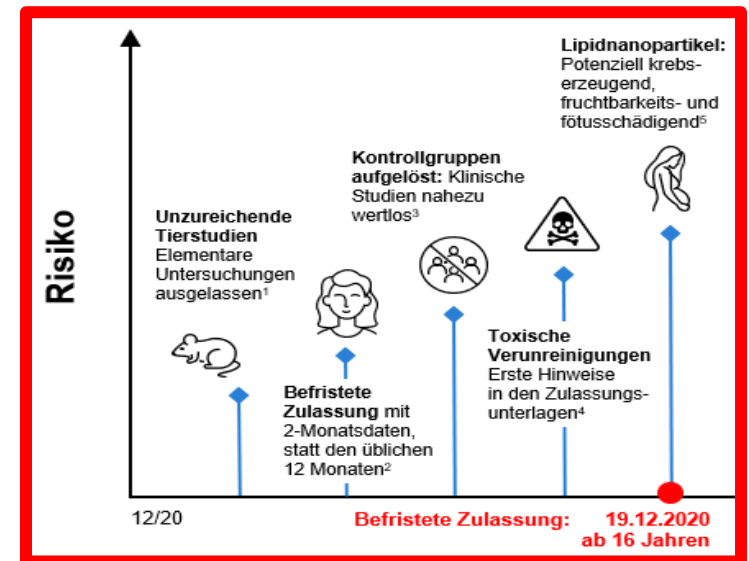 Risiko
Unzureichende
Tierstudien
Elementare
Untersuchungen
ausgelassen¹
Befristete
Zulassung mit
2-Monatsdaten,
statt den üblichen
12 Monaten²
Kontrollgruppen
aufgelöst: Klinische
Studien nahezu
wertlos³
Toxische
Verunreinigungen
Erste Hinweise
in den Zulassungs-
unterlagen⁴
Lipidnanopartikel:
Potenziell krebs-
erzeugend,
fruchtbarkeits- und
fötusschädigend⁵
12/20
Befristete Zulassung: 19.12.2020
ab 16 Jahren